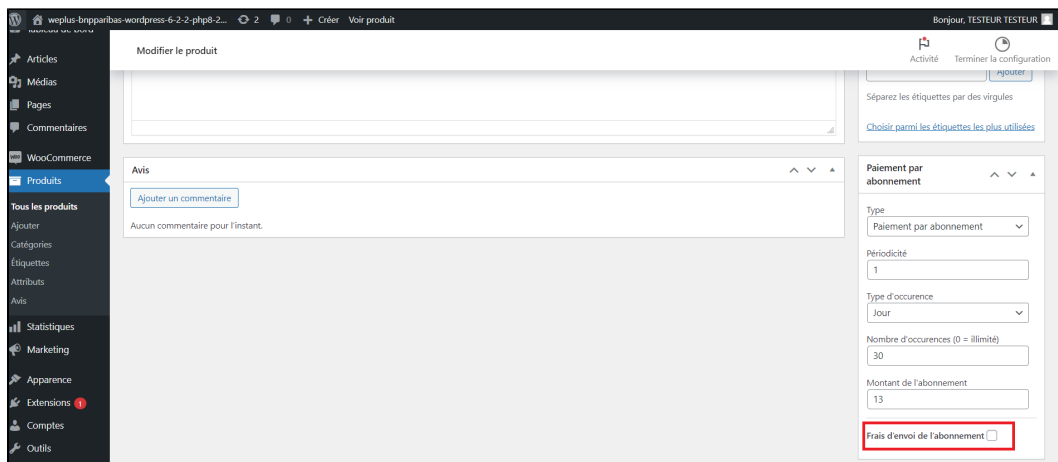 weplus-bnpparibas-wordpress-6-2-2-php8-2... 2 0 + Créer Voir produit Bonjour, TESTEUR TESTEUR
Tableau de bord
Articles
Médias
Pages
Commentaires
WooCommerce
Produits
Tous les produits
Ajouter
Catégories
Étiquettes
Attributs
Avis
Statistiques
Marketing
Apparence
Extensions 1
Comptes
Outils
Modifier le produit
Activité Terminer la configuration
Avis
Ajouter un commentaire
Aucun commentaire pour l'instant.
Ajouter
Séparez les étiquettes par des virgules
Choisir parmi les étiquettes les plus utilisées
Paiement par
abonnement
Type
Paiement par abonnement
Périodicité
1
Type d'occurence
Jour
Nombre d'occurences (0 = illimité)
30
Montant de l'abonnement
13
Frais d'envoi de l'abonnement